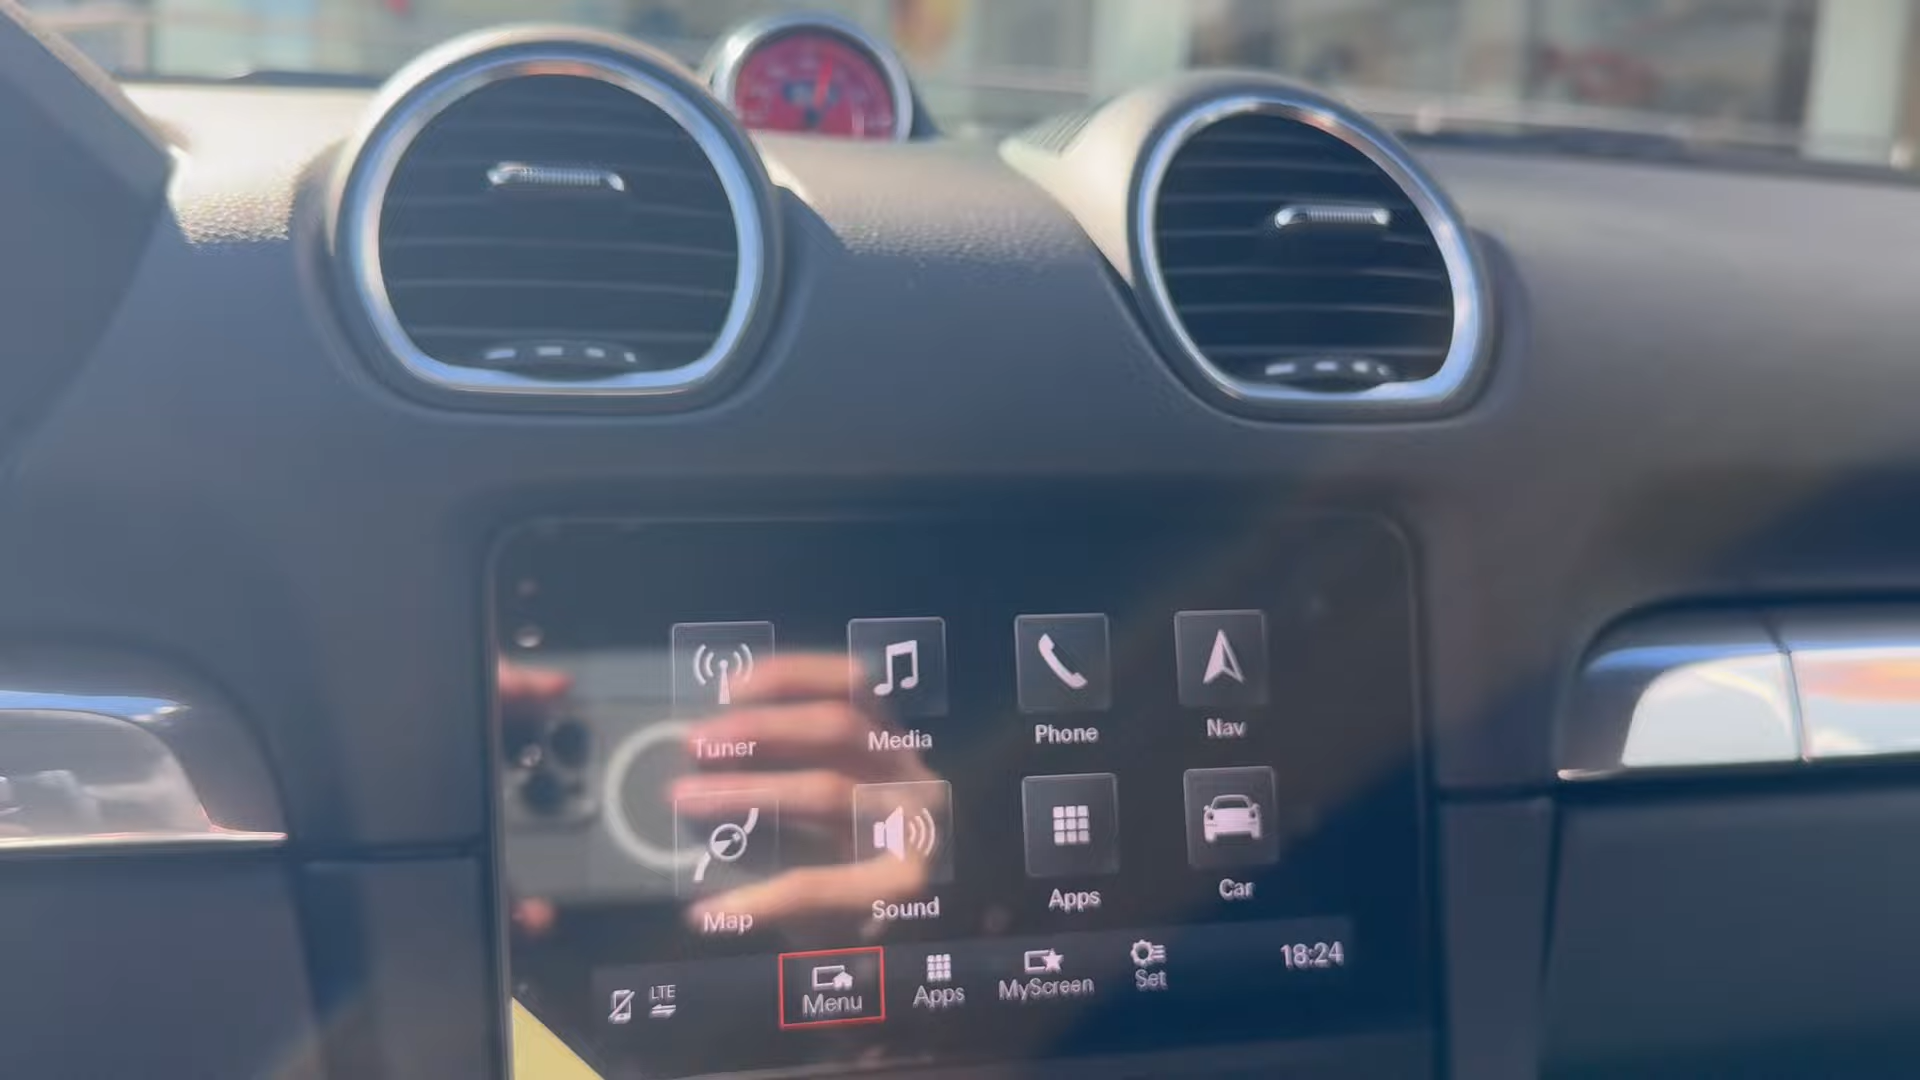 Tuner
Media
Phone
Nav
Map
Sound
Apps
Car
LTE
Menu
Apps
MyScreen
Set
18:24